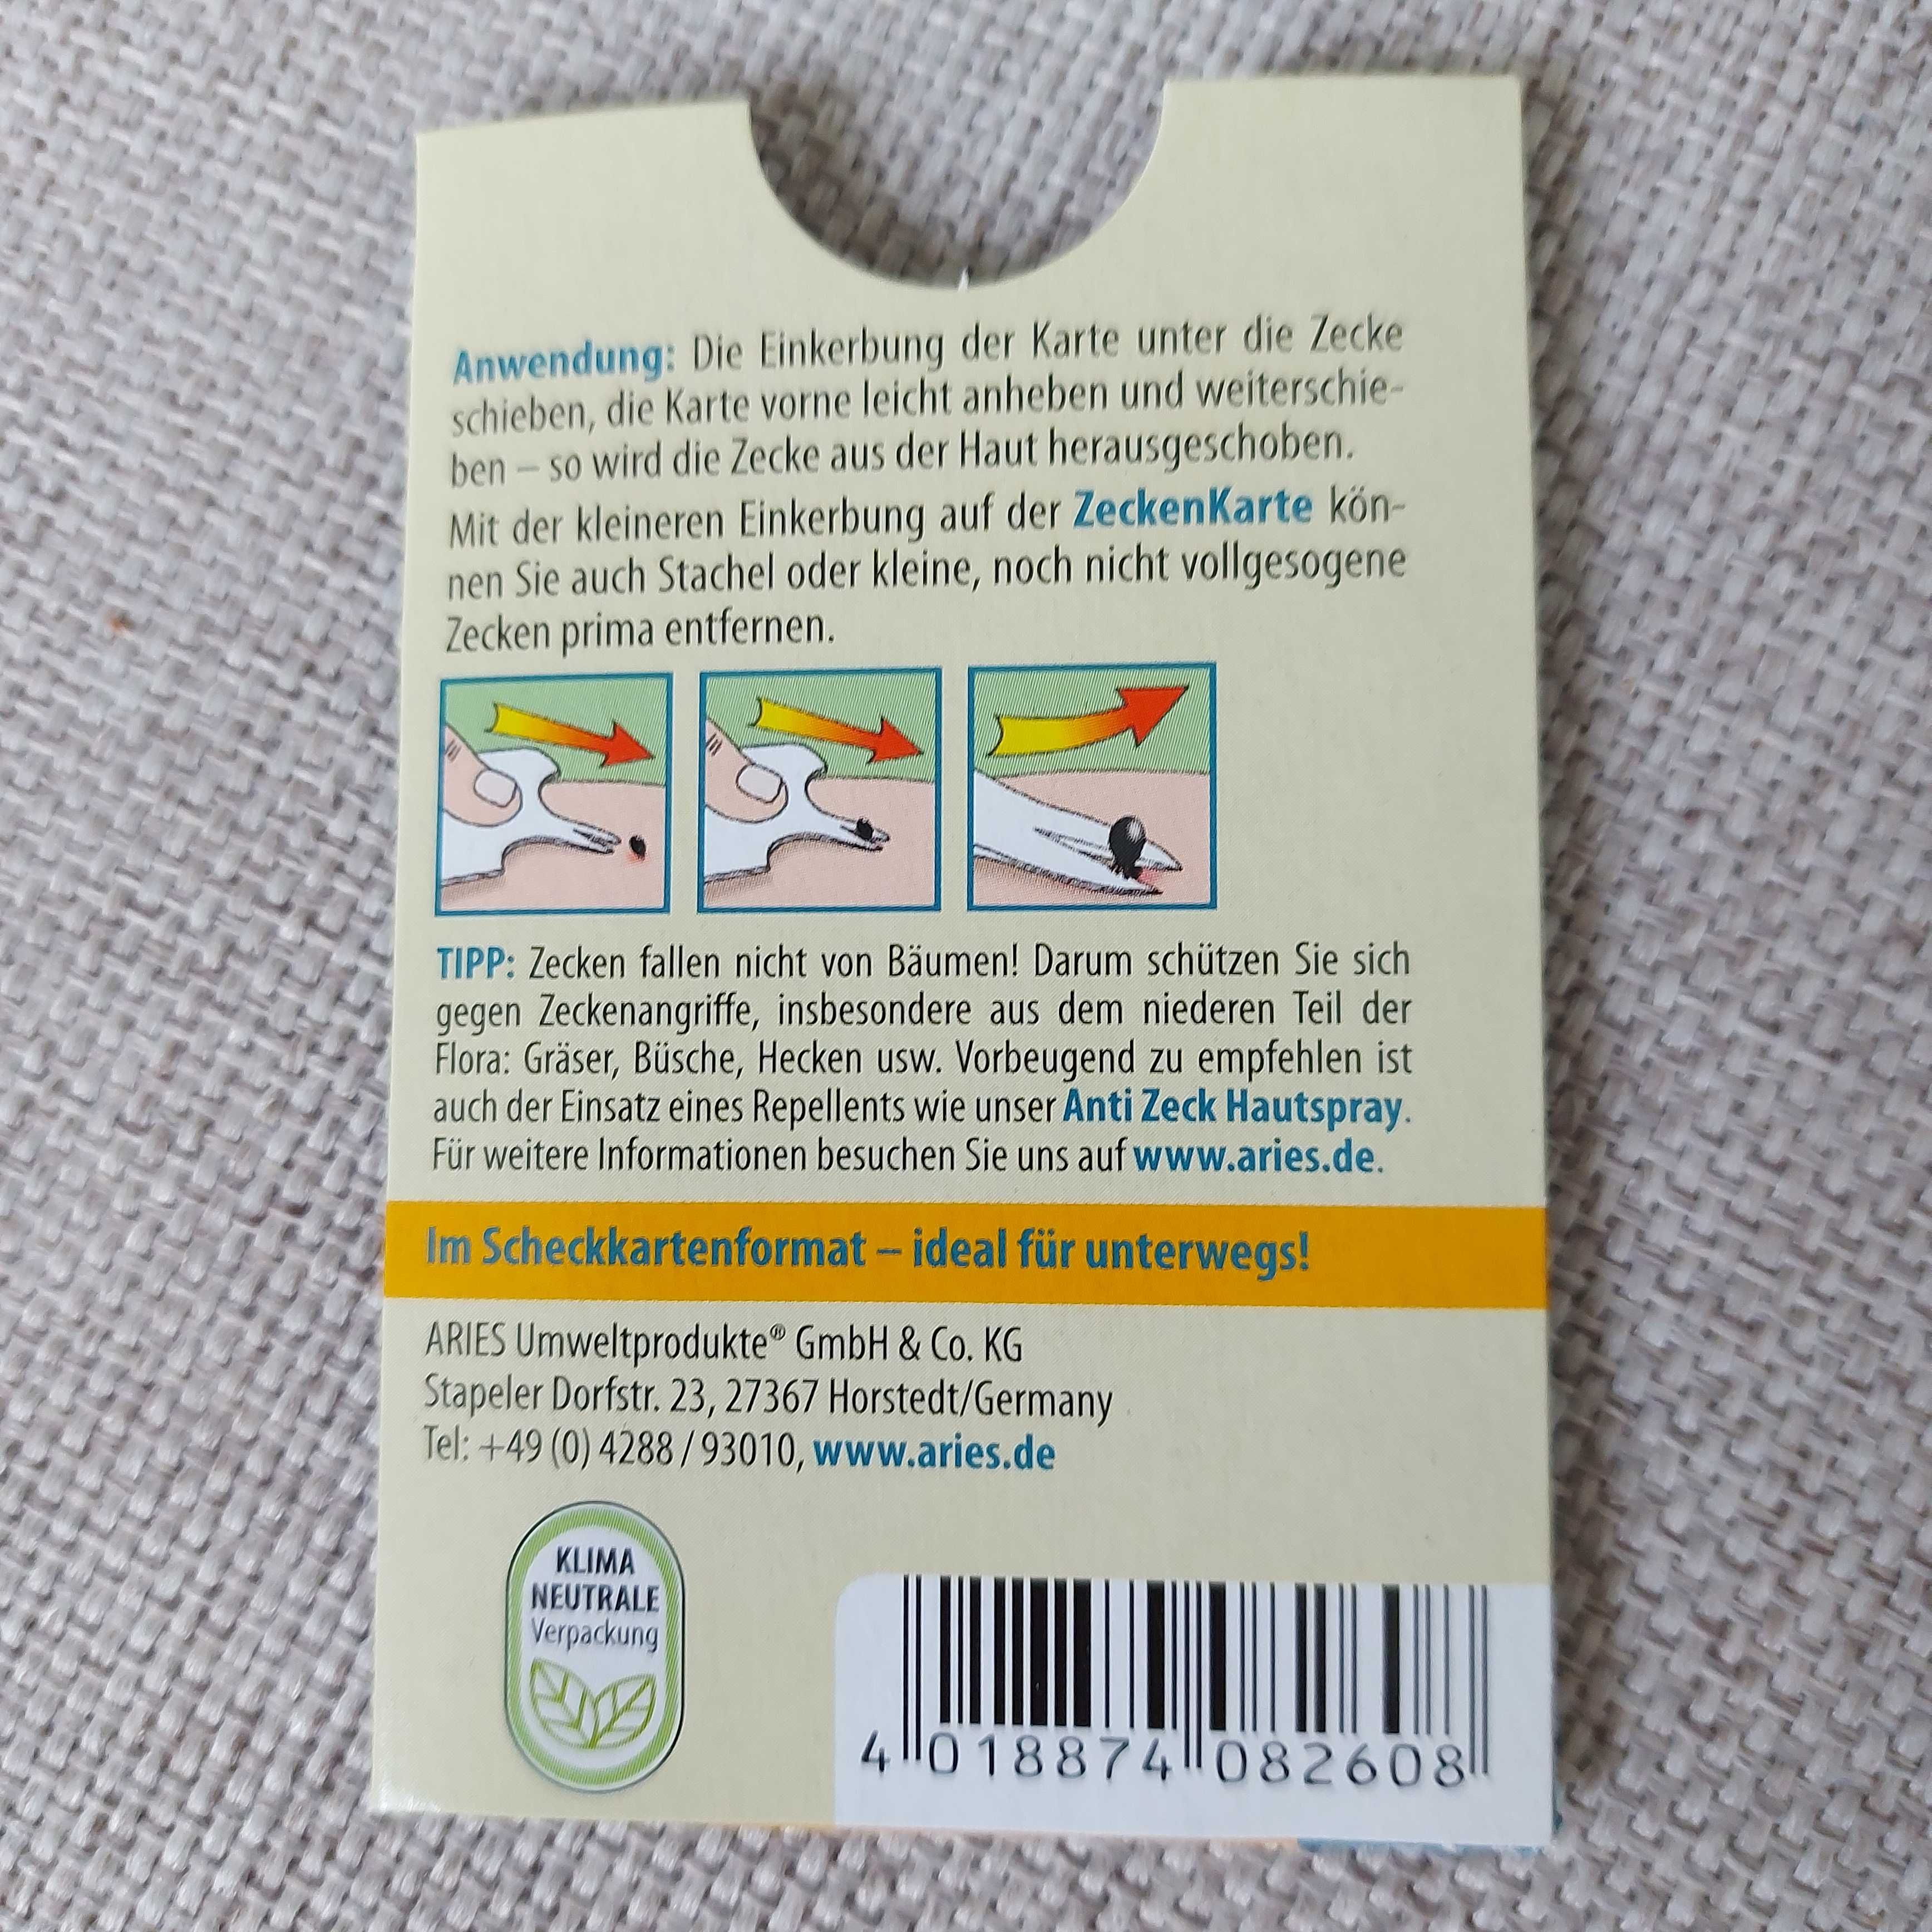 Anwendung: Die Einkerbung der Karte unter die Zecke
schieben, die Karte vorne leicht anheben und weiterschie-
ben – so wird die Zecke aus der Haut herausgeschoben.
Mit der kleineren Einkerbung auf der ZeckenKarte kön-
nen Sie auch Stachel oder kleine, noch nicht vollgesogene
Zecken prima entfernen.
TIPP: Zecken fallen nicht von Bäumen! Darum schützen Sie sich
gegen Zeckenangriffe, insbesondere aus dem niederen Teil der
Flora: Gräser, Büsche, Hecken usw. Vorbeugend zu empfehlen ist
auch der Einsatz eines Repellents wie unser Anti Zeck Hautspray.
Für weitere Informationen besuchen Sie uns auf www.aries.de.
Im Scheckkartenformat – ideal für unterwegs!
ARIES Umweltprodukte® GmbH & Co. KG
Stapeler Dorfstr. 23, 27367 Horstedt/Germany
Tel: +49 (0) 4288 / 93010, www.aries.de
KLIMA
NEUTRALE
Verpackung
4 018874 082608